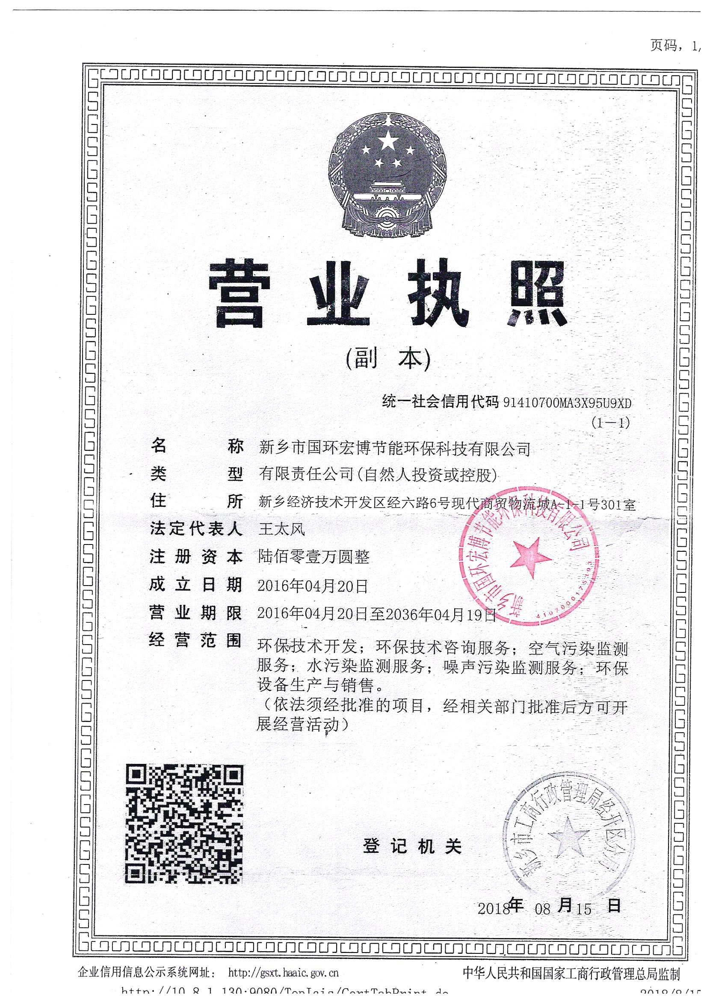 页码，1/
营业执照
(副 本)
统一社会信用代码 91410700MA3X95U9XD
(1—1)
名 称 新乡市国环宏博节能环保科技有限公司
类 型 有限责任公司(自然人投资或控股)
住 所 新乡经济技术开发区经六路6号现代商贸物流城A-1-1号301室
法定代表人 王太风
注册资本 陆佰零壹万圆整
成立日期 2016年04月20日
营业期限 2016年04月20日至2036年04月19日
经营范围 环保技术开发；环保技术咨询服务；空气污染监测
服务；水污染监测服务；噪声污染监测服务；环保
设备生产与销售。
（依法须经批准的项目，经相关部门批准后方可开
展经营活动）
新乡市国环宏博节能环保科技有限公司
4107000175193
登记机关
新乡市工商行政管理局经开区分局
2018年 08月15 日
企业信用信息公示系统网址： http://gsxt.haaic.gov.cn
中华人民共和国国家工商行政管理总局监制
http://10.8.1.130:9080/TopIcis/CertTabPrint.do
2018/8/15